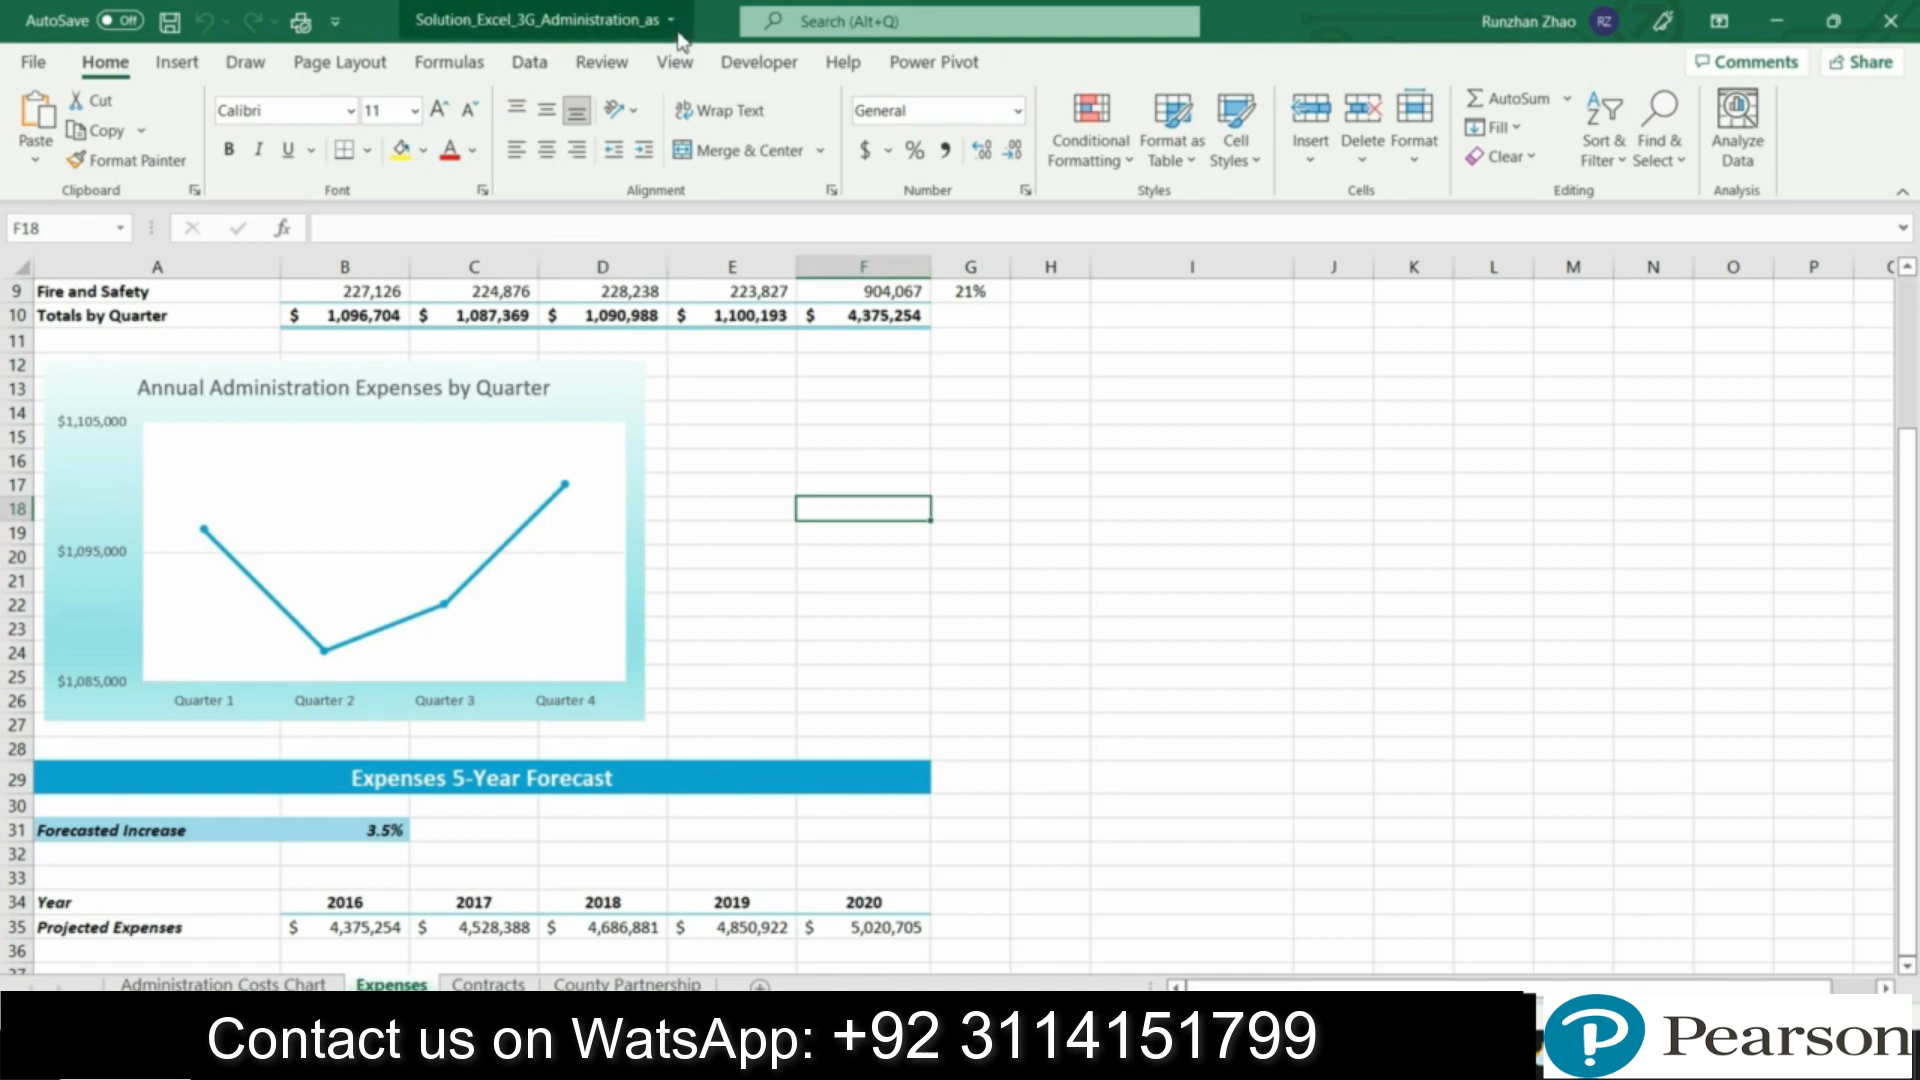 AutoSave Off Solution_Excel_3G_Administration_as Search (Alt+Q) Runzhan Zhao RZ
File Home Insert Draw Page Layout Formulas Data Review View Developer Help Power Pivot Comments Share
Cut Calibri 11 Wrap Text General AutoSum
Paste Copy Conditional Formatting Format as Table Cell Styles Insert Delete Format Fill Sort & Filter Find & Select Analyze Data
Format Painter B I U Merge & Center $ % Clear
Clipboard Font Alignment Number Styles Cells Editing Analysis
F18 fx
A B C D E F G H I J K L M N O P
9 Fire and Safety 227,126 224,876 228,238 223,827 904,067 21%
10 Totals by Quarter $ 1,096,704 $ 1,087,369 $ 1,090,988 $ 1,100,193 $ 4,375,254
11
12
13
14
15
16
17
18
19
20
21
22
23
24
25
26
27
28
Annual Administration Expenses by Quarter
$1,105,000
$1,095,000
$1,085,000
Quarter 1 Quarter 2 Quarter 3 Quarter 4
29 Expenses 5-Year Forecast
30
31 Forecasted Increase 3.5%
32
33
34 Year 2016 2017 2018 2019 2020
35 Projected Expenses $ 4,375,254 $ 4,528,388 $ 4,686,881 $ 4,850,922 $ 5,020,705
36
37
Administration Costs Chart Expenses Contracts County Partnership
Contact us on WatsApp: +92 3114151799
Pearson